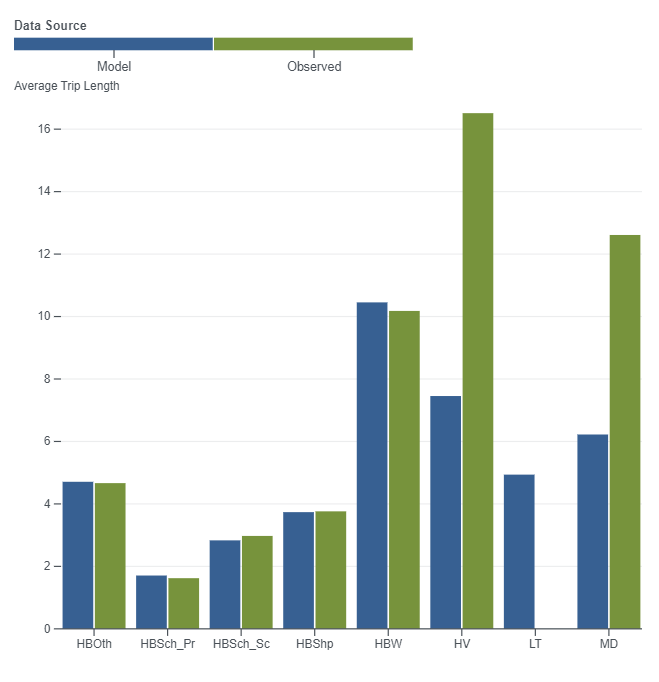 Data Source
Model Observed
Average Trip Length
16
14
12
10
8
6
4
2
0
HBOth HBSch_Pr HBSch_Sc HBShp HBW HV LT MD